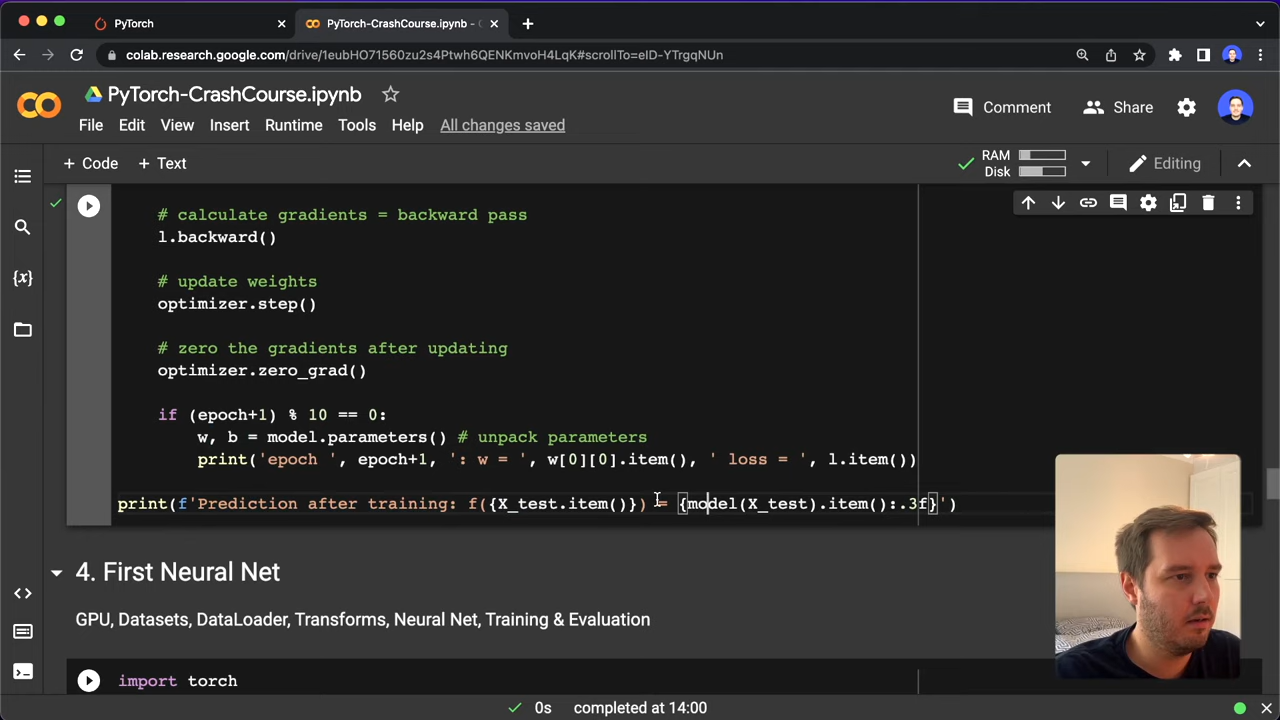 PyTorch
PyTorch-CrashCourse.ipynb - C
colab.research.google.com/drive/1eubHO71560zu2s4Ptwh6QENKmvoH4LqK#scrollTo=eID-YTrgqNUn
PyTorch-CrashCourse.ipynb
Comment
Share
File Edit View Insert Runtime Tools Help All changes saved
+ Code + Text
RAM
Disk
Editing
# calculate gradients = backward pass
l.backward()
# update weights
optimizer.step()
# zero the gradients after updating
optimizer.zero_grad()
if (epoch+1) % 10 == 0:
w, b = model.parameters() # unpack parameters
print('epoch ', epoch+1, ': w = ', w[0][0].item(), ' loss = ', l.item())
print(f'Prediction after training: f({X_test.item()}) = {model(X_test).item():.3f}')
4. First Neural Net
GPU, Datasets, DataLoader, Transforms, Neural Net, Training & Evaluation
import torch
0s completed at 14:00